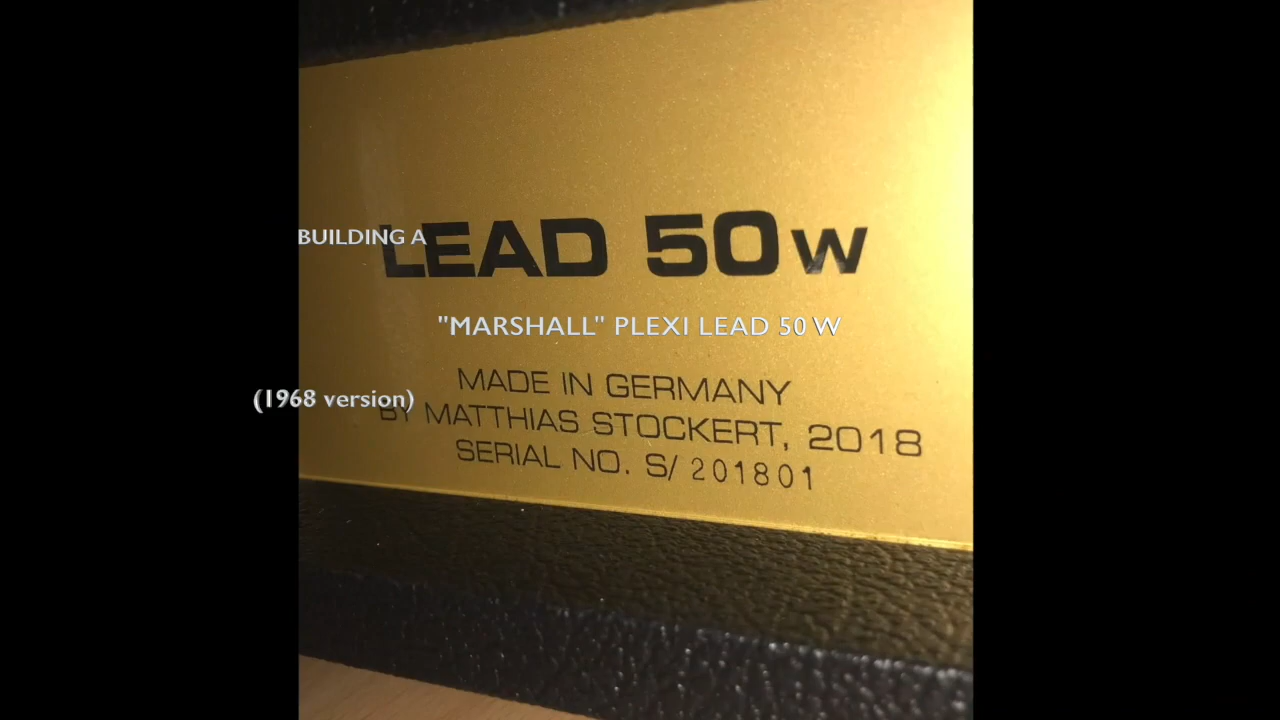 BUILDING A
LEAD 50 W
"MARSHALL" PLEXI LEAD 50 W
MADE IN GERMANY
(1968 version)
BY MATTHIAS STOCKERT, 2018
SERIAL NO. S/ 201801